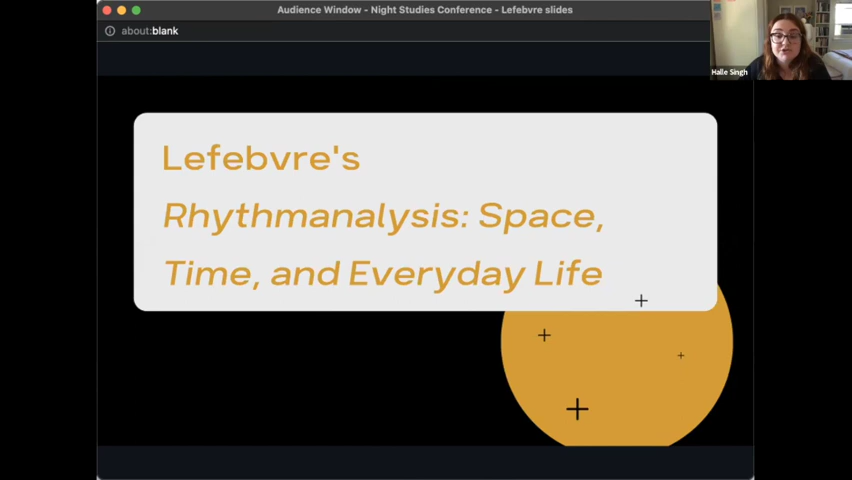 Audience Window - Night Studies Conference - Lefebvre slides
about:blank
Halle Singh
Lefebvre's
Rhythmanalysis: Space,
Time, and Everyday Life